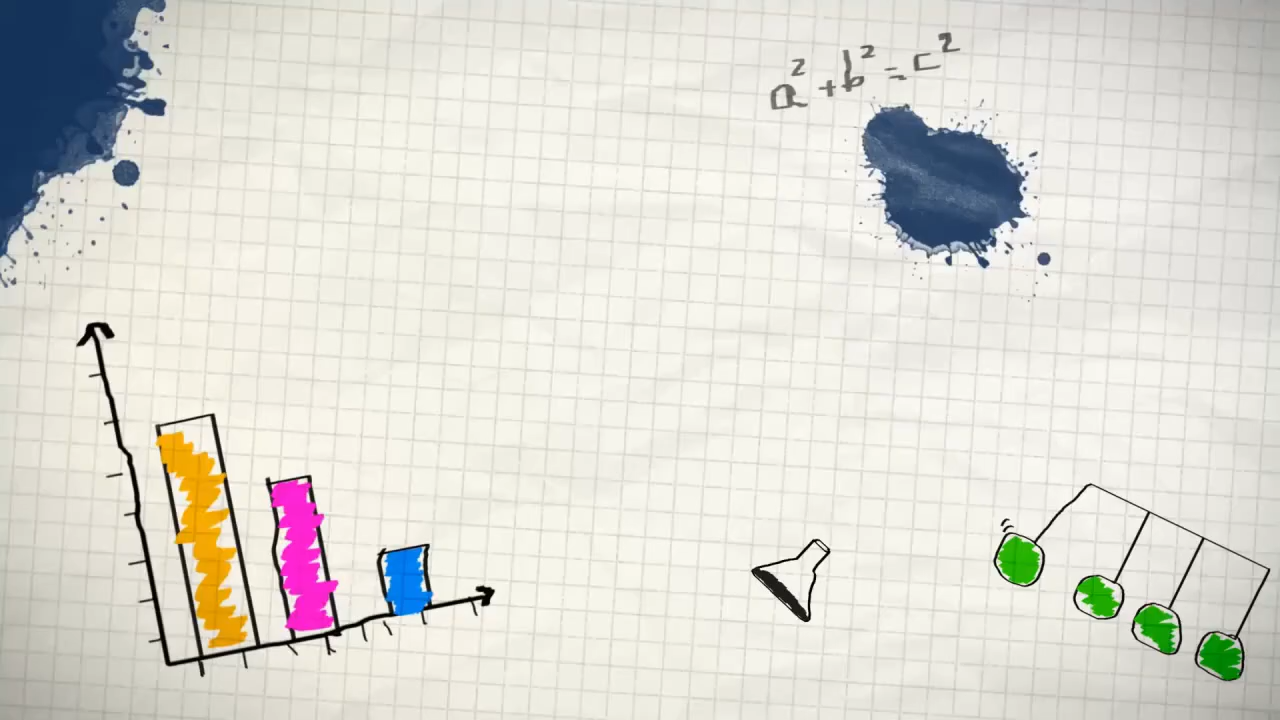 a² + b² = c²